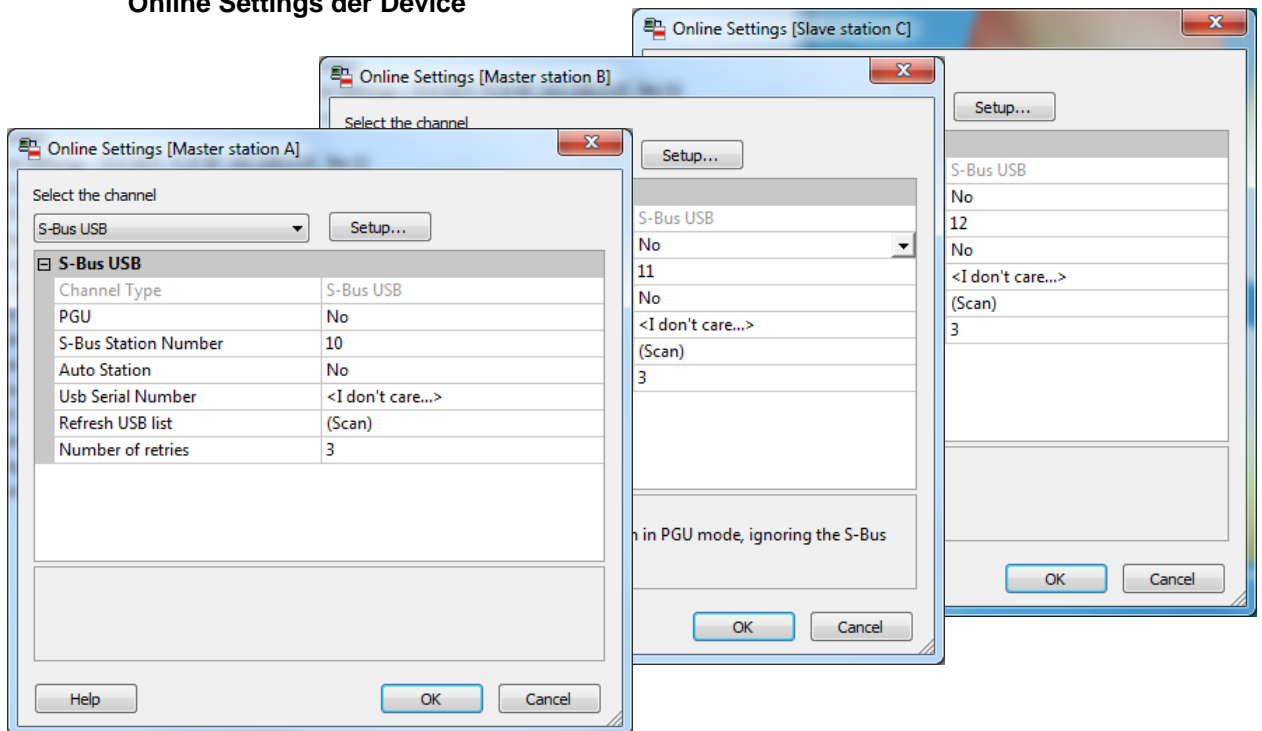 Online Settings der Device
Online Settings [Slave station C]
Setup...
S-Bus USB
No
12
No
<I don't care...>
(Scan)
3
OK Cancel
Online Settings [Master station B]
Select the channel
Setup...
S-Bus USB
No
11
No
<I don't care...>
(Scan)
3
in PGU mode, ignoring the S-Bus
OK Cancel
Online Settings [Master station A]
Select the channel
S-Bus USB Setup...
S-Bus USB
Channel Type S-Bus USB
PGU No
S-Bus Station Number 10
Auto Station No
Usb Serial Number <I don't care...>
Refresh USB list (Scan)
Number of retries 3
Help OK Cancel